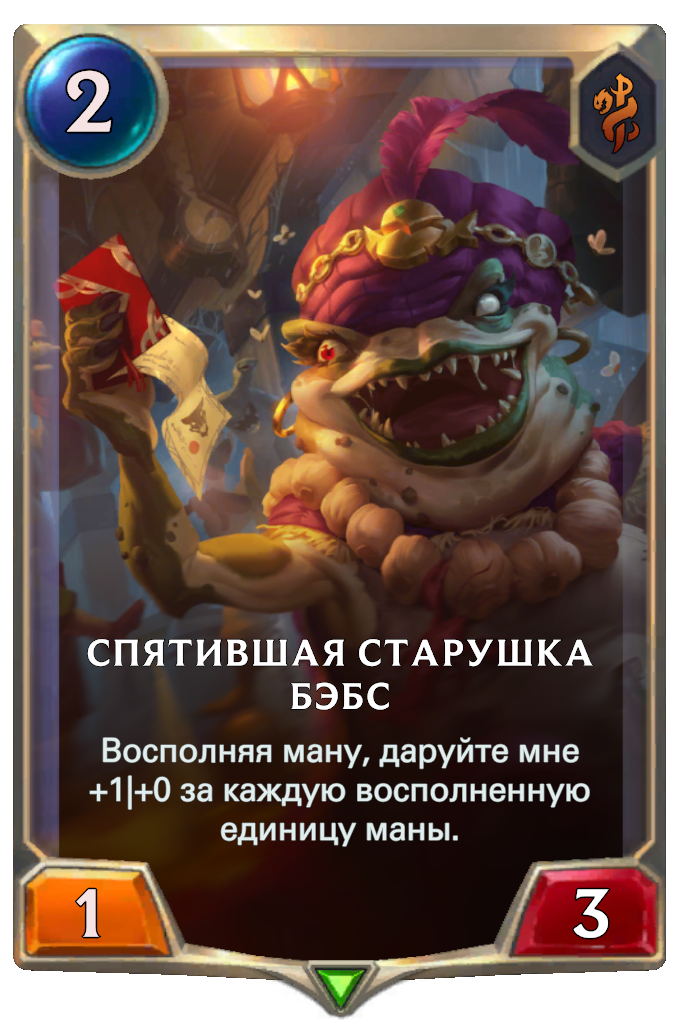 2
СПЯТИВШАЯ СТАРУШКА
БЭБС
Восполняя ману, даруйте мне
+1|+0 за каждую восполненную
единицу маны.
1
3